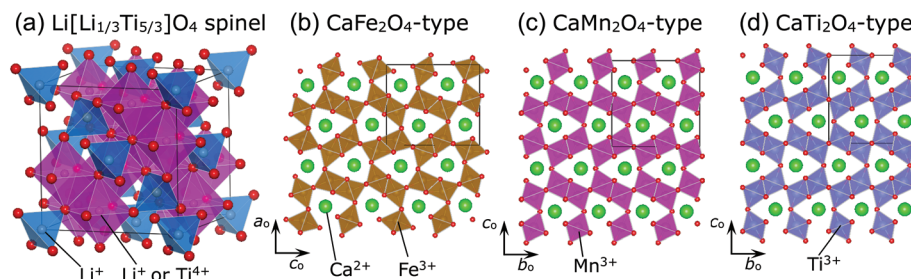 (a) Li[Li1/3Ti5/3]O4 spinel
(b) CaFe2O4-type
(c) CaMn2O4-type
(d) CaTi2O4-type
Li+
Li+ or Ti4+
ao
co
Ca2+
Fe3+
co
bo
Mn3+
co
bo
Ti3+